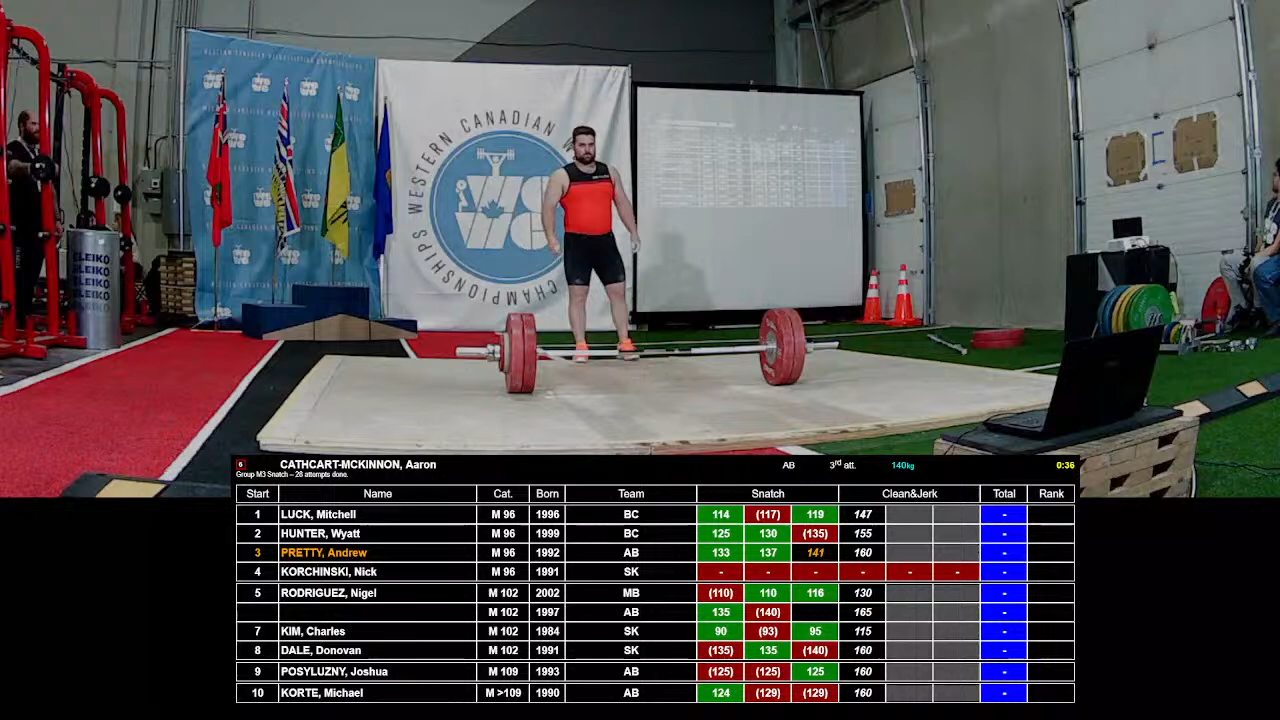 WESTERN CANADIAN
CHAMPIONSHIPS
WC
WC
ELEIKO
ELEIKO
ELEIKO
ELEIKO
6 CATHCART-MCKINNON, Aaron AB 3rd att. 140kg 0:36
Group M3 Snatch – 28 attempts done.
Start Name Cat. Born Team Snatch Clean&Jerk Total Rank
1 LUCK, Mitchell M 96 1996 BC 114 (117) 119 147 -
2 HUNTER, Wyatt M 96 1999 BC 125 130 (135) 155 -
3 PRETTY, Andrew M 96 1992 AB 133 137 141 160 -
4 KORCHINSKI, Nick M 96 1991 SK - - - - - - -
5 RODRIGUEZ, Nigel M 102 2002 MB (110) 110 116 130 -
M 102 1997 AB 135 (140) 165 -
7 KIM, Charles M 102 1984 SK 90 (93) 95 115 -
8 DALE, Donovan M 102 1991 SK (135) 135 (140) 160 -
9 POSYLUZNY, Joshua M 109 1993 AB (125) (125) 125 160 -
10 KORTE, Michael M >109 1990 AB 124 (129) (129) 160 -